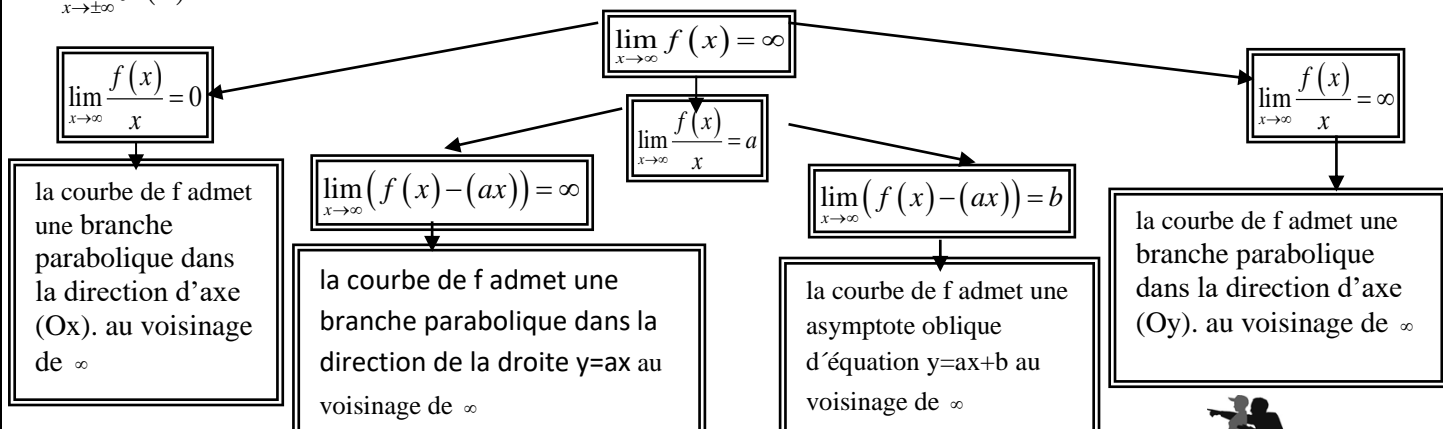 x→±∞
lim f(x) = ∞
x→∞
lim f(x)/x = 0
x→∞
lim f(x)/x = a
x→∞
lim f(x)/x = ∞
x→∞
lim (f(x)−(ax)) = ∞
x→∞
lim (f(x)−(ax)) = b
x→∞
la courbe de f admet
une branche
parabolique dans
la direction d’axe
(Ox). au voisinage
de ∞
la courbe de f admet une
branche parabolique dans la
direction de la droite y=ax au
voisinage de ∞
la courbe de f admet une
asymptote oblique
d´équation y=ax+b au
voisinage de ∞
la courbe de f admet une
branche parabolique
dans la direction d’axe
(Oy). au voisinage de ∞